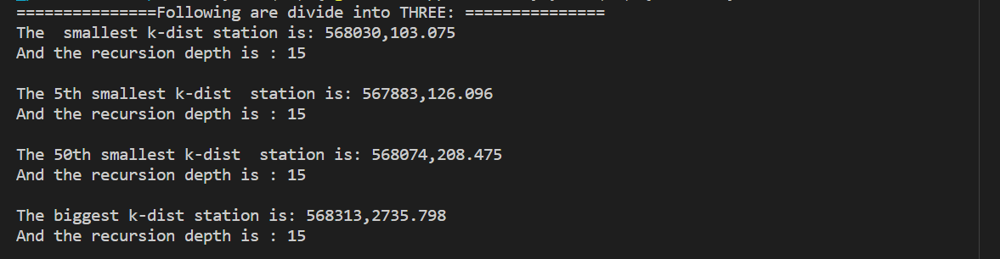 ===============Following are divide into THREE: ===============
The  smallest k-dist station is: 568030,103.075
And the recursion depth is : 15
The 5th smallest k-dist  station is: 567883,126.096
And the recursion depth is : 15
The 50th smallest k-dist  station is: 568074,208.475
And the recursion depth is : 15
The biggest k-dist station is: 568313,2735.798
And the recursion depth is : 15